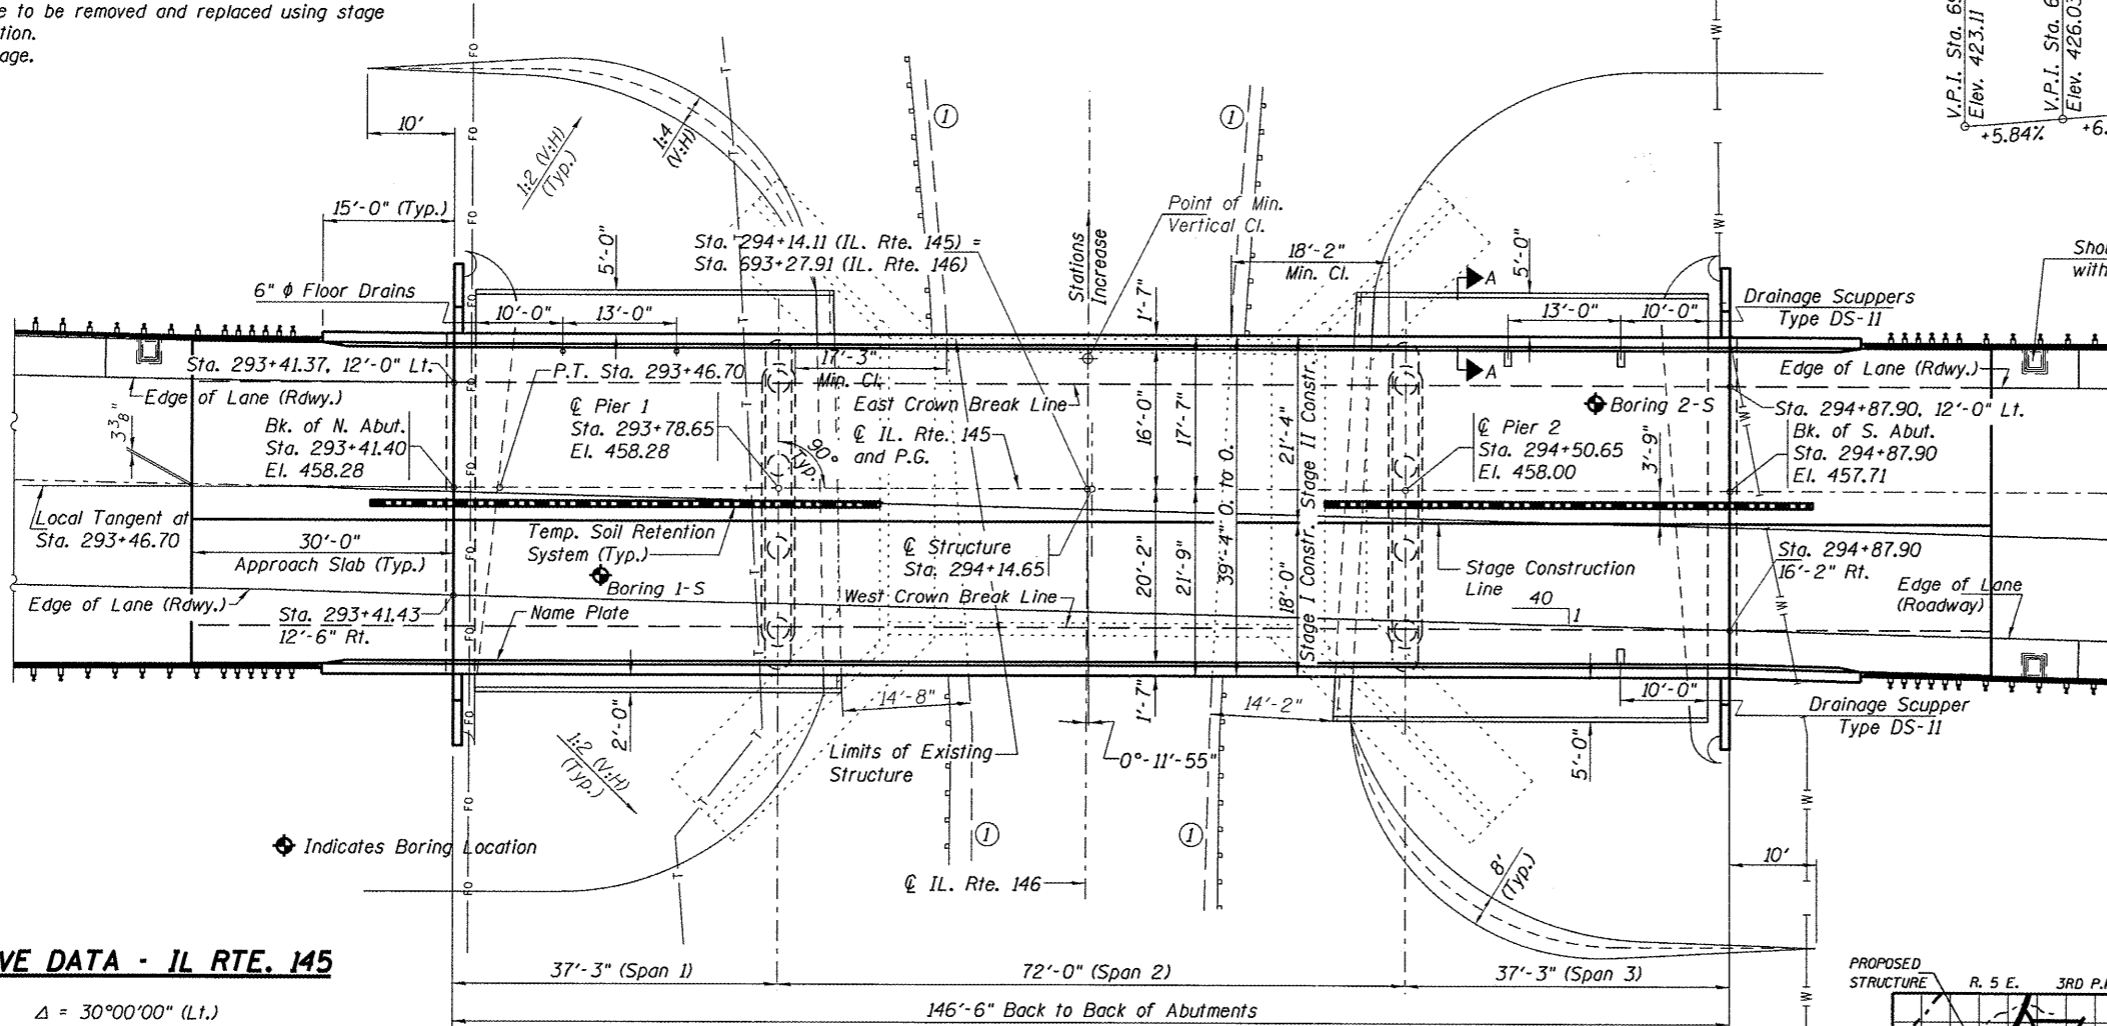 e to be removed and replaced using stage
tion.
age.
V.P.I. Sta. 69
Elev. 423.11
V.P.I. Sta. 6
Elev. 426.03
+5.84%
+6.
FO
T
W
10'
1:2 (V:H)
(Typ.)
1:4
(V:H)
1
1
15'-0" (Typ.)
5'-0"
Sta. 294+14.11 (IL. Rte. 145) =
Sta. 693+27.91 (IL. Rte. 146)
Stations
Increase
Point of Min.
Vertical Cl.
18'-2"
Min. Cl.
A
5'-0"
Shou
with
6" ϕ Floor Drains
10'-0"
13'-0"
1'-7"
13'-0"
10'-0"
Drainage Scuppers
Type DS-11
Sta. 293+41.37, 12'-0" Lt.
P.T. Sta. 293+46.70
17'-3"
Min. Cl.
A
Edge of Lane (Rdwy.)
Edge of Lane (Rdwy.)
East Crown Break Line
Boring 2-S
Sta. 294+87.90, 12'-0" Lt.
3⅜"
Bk. of N. Abut.
Sta. 293+41.40
El. 458.28
℄ Pier 1
Sta. 293+78.65
El. 458.28
90°
Typ.
℄ IL. Rte. 145
and P.G.
16'-0"
17'-7"
39'-4" O. to O.
21'-4"
Stage II Constr.
℄ Pier 2
Sta. 294+50.65
El. 458.00
3'-9"
Bk. of S. Abut.
Sta. 294+87.90
El. 457.71
Local Tangent at
Sta. 293+46.70
30'-0"
Approach Slab (Typ.)
Temp. Soil Retention
System (Typ.)
Boring 1-S
℄ Structure
Sta. 294+14.65
20'-2"
21'-9"
18'-0"
Stage I Constr.
Stage Construction
Line
40
1
Sta. 294+87.90
16'-2" Rt.
Edge of Lane
(Roadway)
Edge of Lane (Rdwy.)
Sta. 293+41.43
12'-6" Rt.
Name Plate
West Crown Break Line
2'-0"
14'-8"
1'-7"
14'-2"
10'-0"
Drainage Scupper
Type DS-11
1:2 (V:H)
(Typ.)
Limits of Existing
Structure
0°-11'-55"
5'-0"
Indicates Boring Location
1
1
℄ IL. Rte. 146
8'
(Typ.)
10'
VE DATA - IL RTE. 145
37'-3" (Span 1)
72'-0" (Span 2)
37'-3" (Span 3)
Δ = 30°00'00" (Lt.)
146'-6" Back to Back of Abutments
PROPOSED
STRUCTURE
R. 5 E.
3RD P.